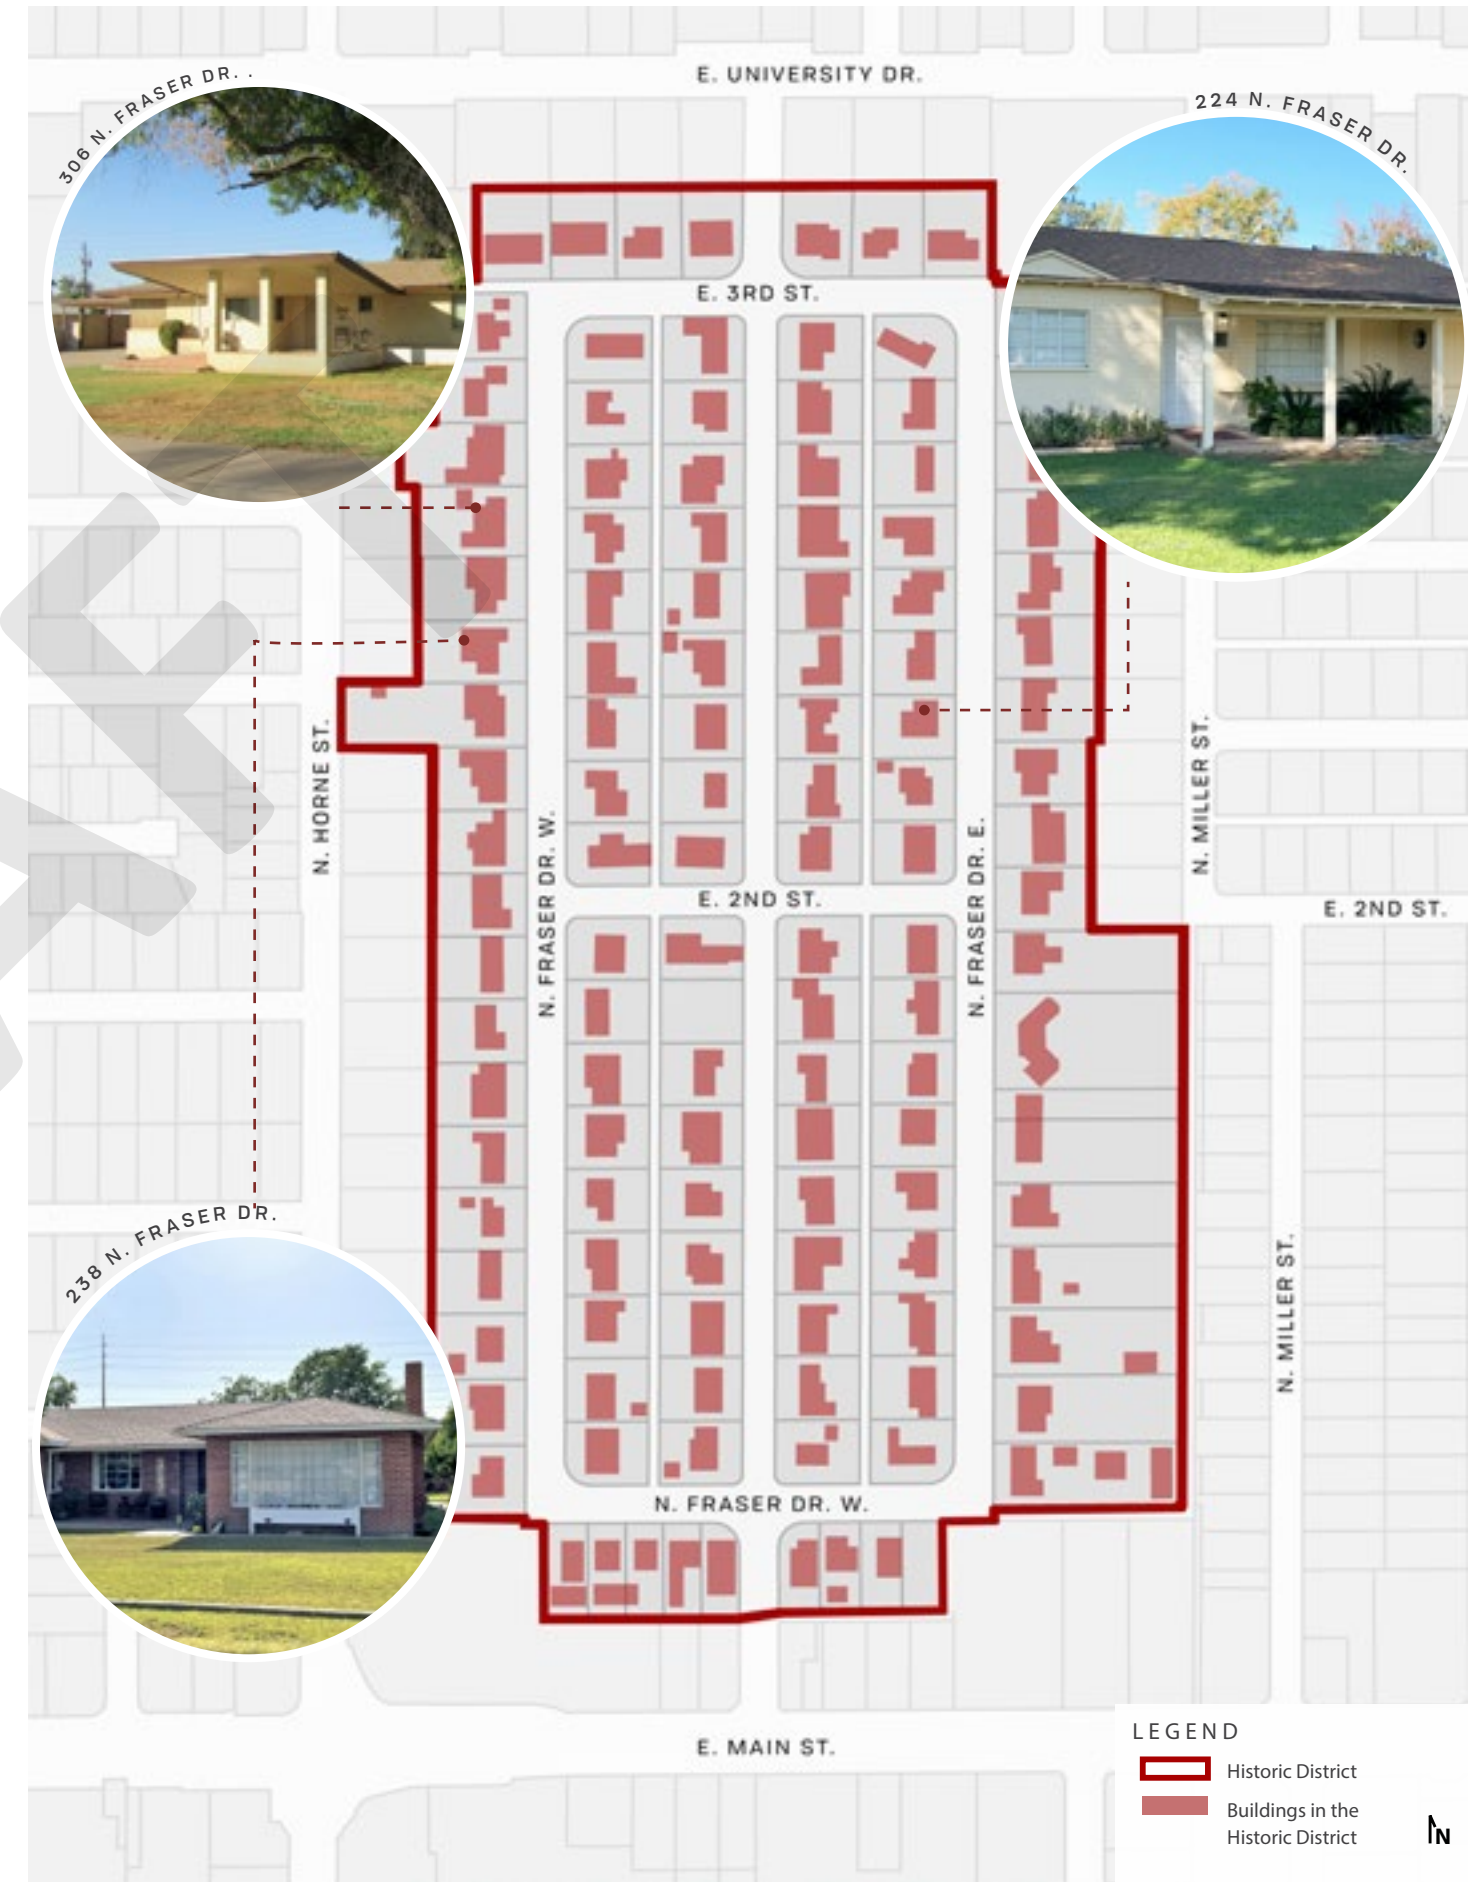 E. UNIVERSITY DR.
306 N. FRASER DR. .
224 N. FRASER DR.
E. 3RD ST.
N. HORNE ST.
N. FRASER DR. W.
N. FRASER DR. E.
N. MILLER ST.
E. 2ND ST.
E. 2ND ST.
238 N. FRASER DR.
N. MILLER ST.
N. FRASER DR. W.
E. MAIN ST.
LEGEND
Historic District
Buildings in the
Historic District
N